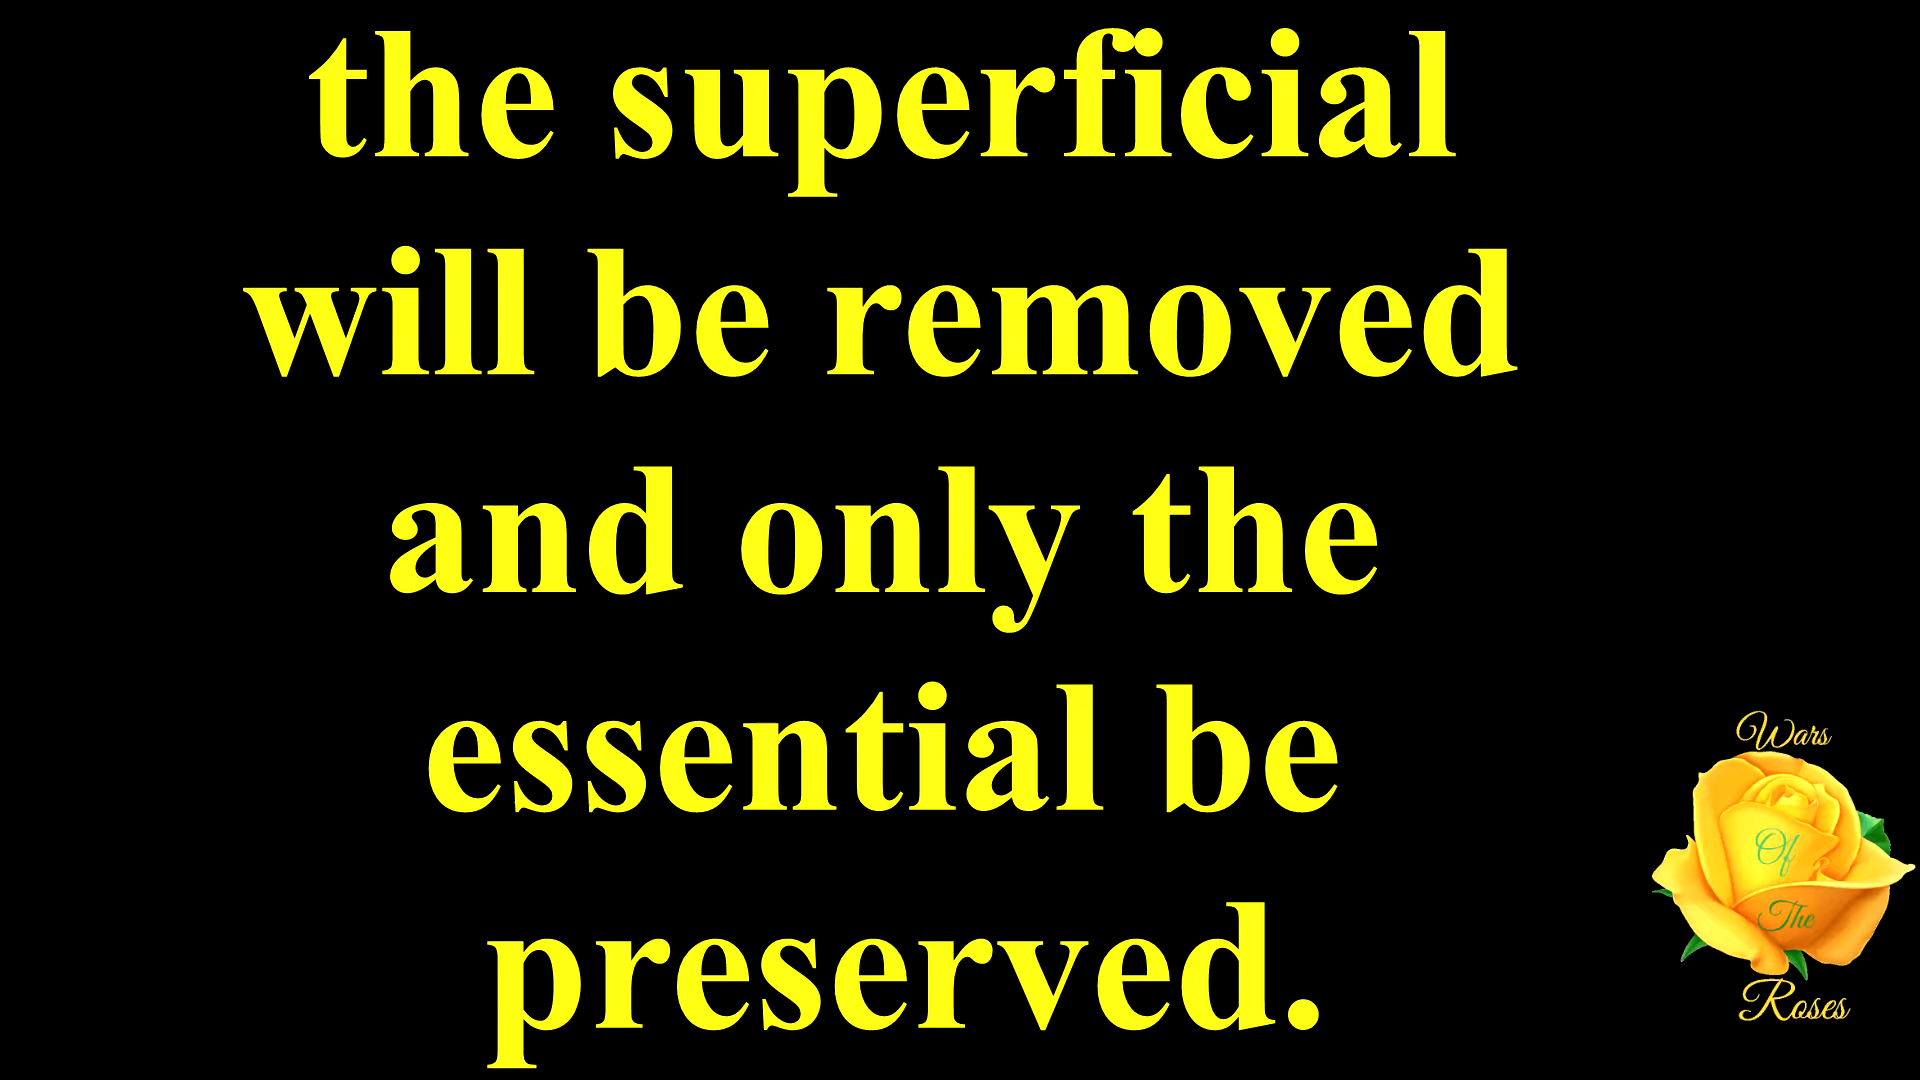 the superficial
will be removed
and only the
essential be
preserved.
Wars
Of
The
Roses